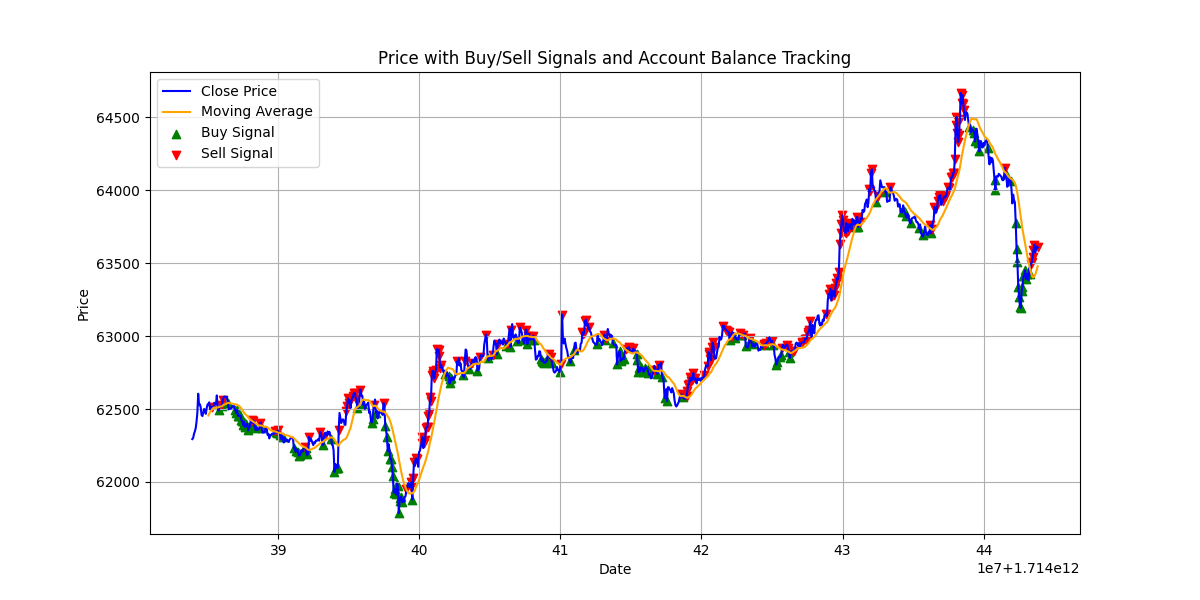 Price with Buy/Sell Signals and Account Balance Tracking
Close Price
Moving Average
Buy Signal
Sell Signal
64500
64000
63500
63000
62500
62000
Price
39 40 41 42 43 44
Date
1e7+1.714e12